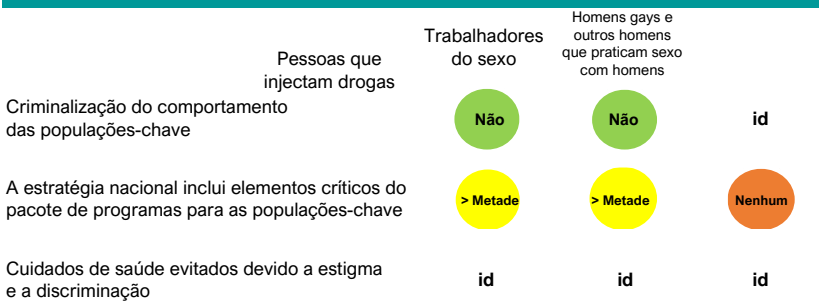 Pessoas que
injectam drogas
Trabalhadores
do sexo
Homens gays e
outros homens
que praticam sexo
com homens
Criminalização do comportamento
das populações-chave
Não
Não
id
A estratégia nacional inclui elementos críticos do
pacote de programas para as populações-chave
> Metade
> Metade
Nenhum
Cuidados de saúde evitados devido a estigma
e a discriminação
id
id
id